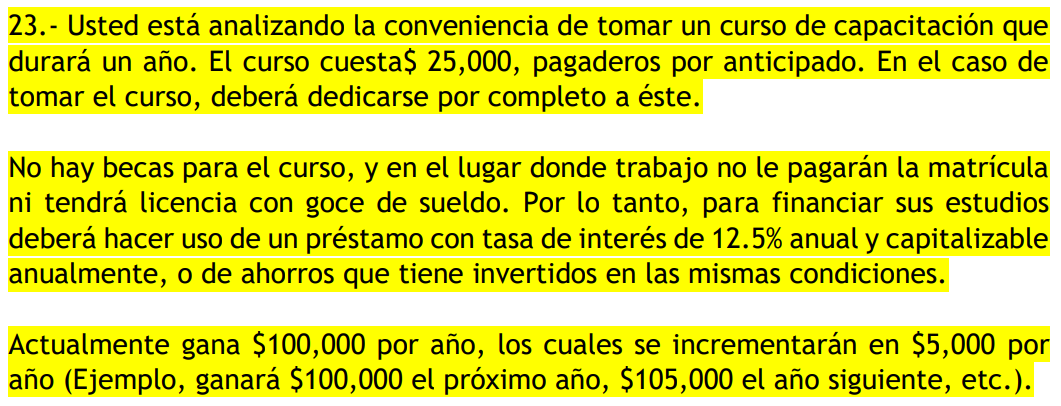 23.- Usted está analizando la conveniencia de tomar un curso de capacitación que
durará un año. El curso cuesta$ 25,000, pagaderos por anticipado. En el caso de
tomar el curso, deberá dedicarse por completo a éste.
No hay becas para el curso, y en el lugar donde trabajo no le pagarán la matrícula
ni tendrá licencia con goce de sueldo. Por lo tanto, para financiar sus estudios
deberá hacer uso de un préstamo con tasa de interés de 12.5% anual y capitalizable
anualmente, o de ahorros que tiene invertidos en las mismas condiciones.
Actualmente gana $100,000 por año, los cuales se incrementarán en $5,000 por
año (Ejemplo, ganará $100,000 el próximo año, $105,000 el año siguiente, etc.).